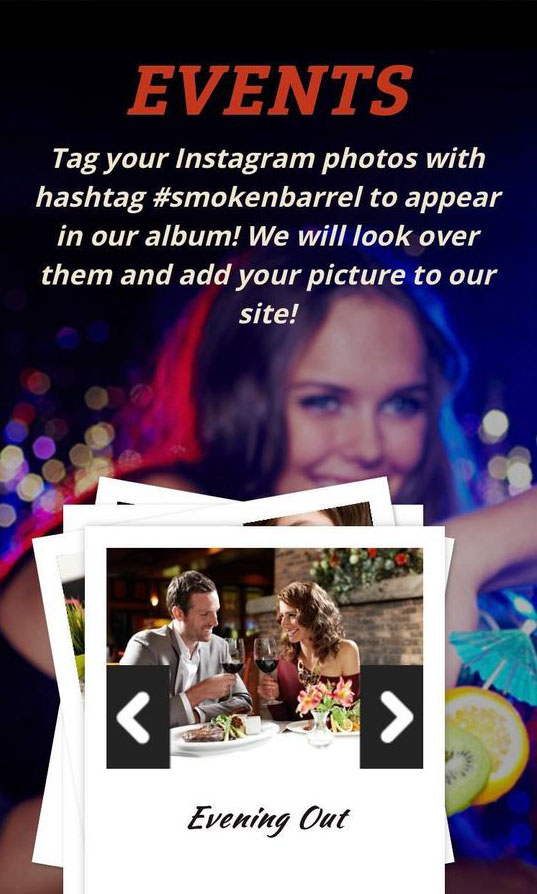 EVENTS
Tag your Instagram photos with
hashtag #smokenbarrel to appear
in our album! We will look over
them and add your picture to our
site!
Evening Out